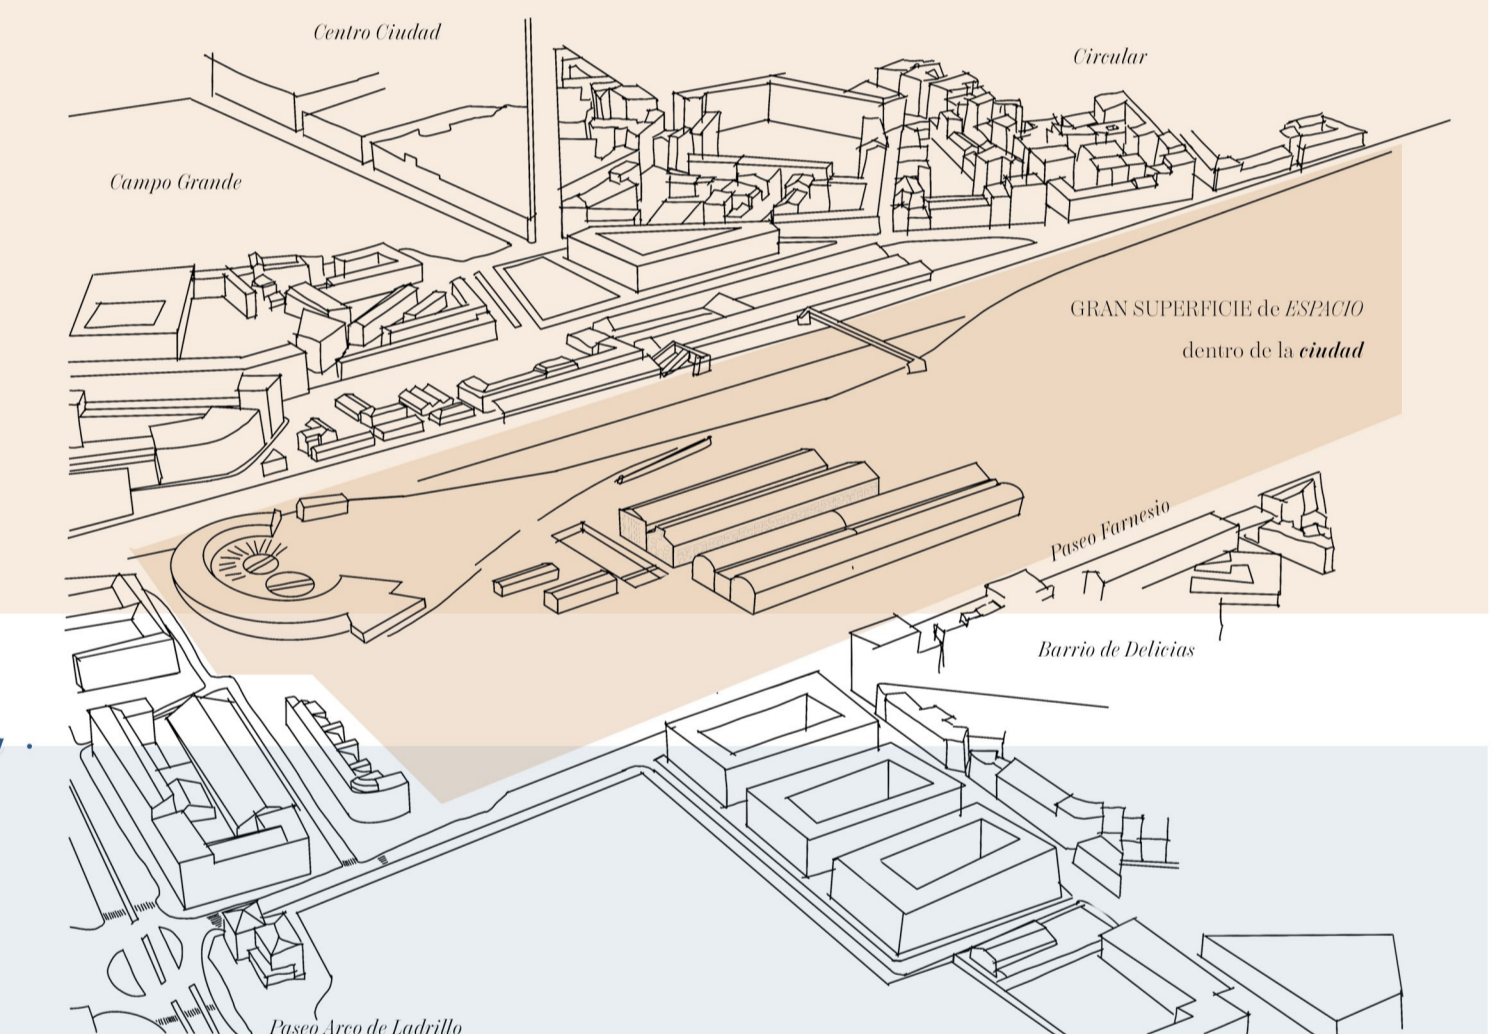 Centro Ciudad
Circular
Campo Grande
GRAN SUPERFICIE de ESPACIO
dentro de la ciudad
Paseo Farnesio
Barrio de Delicias
Paseo Arco de Ladrillo